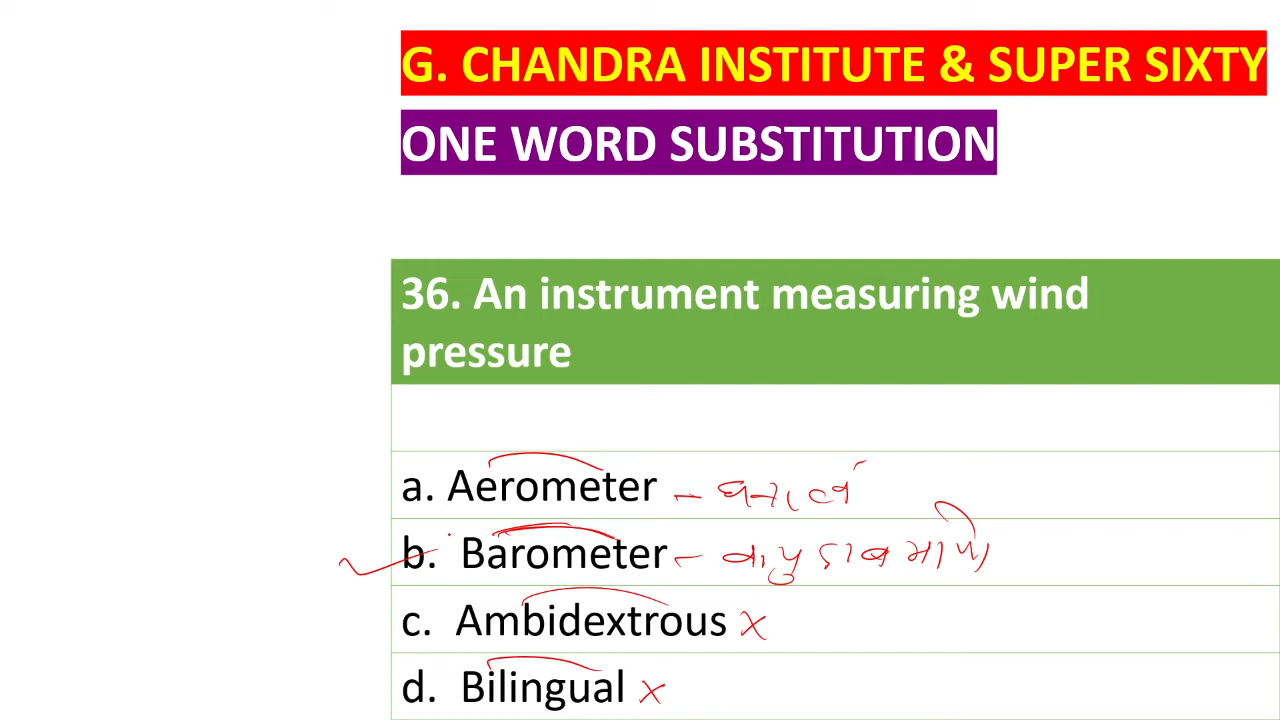 G. CHANDRA INSTITUTE & SUPER SIXTY
ONE WORD SUBSTITUTION
36. An instrument measuring wind
pressure
a. Aerometer –
b. Barometer – वायु दाब मापी
c. Ambidextrous X
d. Bilingual X